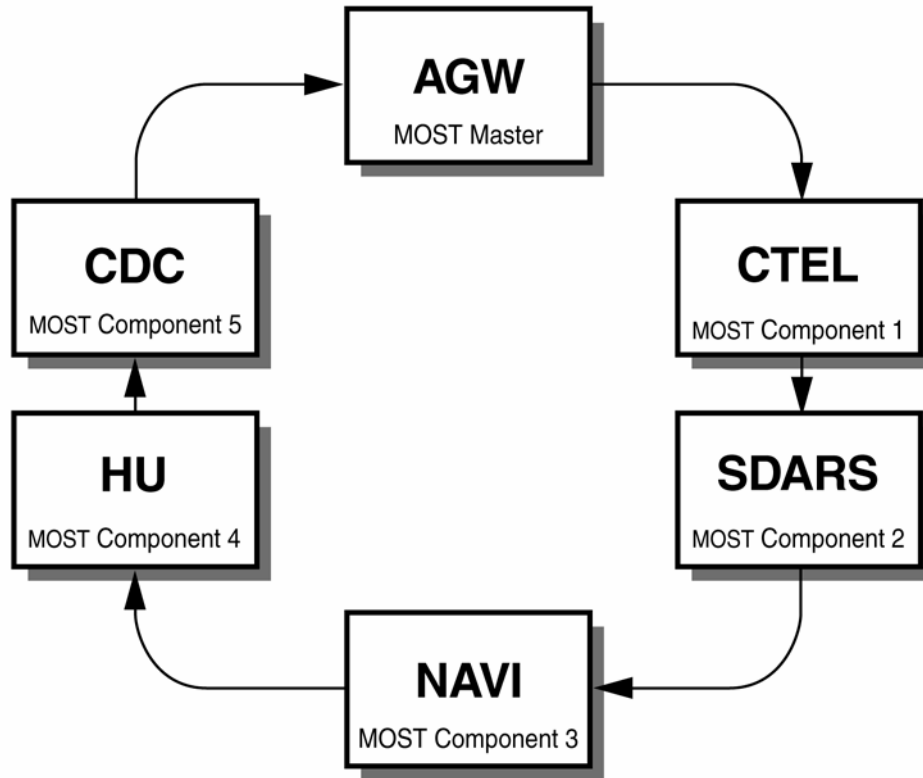 AGW
MOST Master
CTEL
MOST Component 1
SDARS
MOST Component 2
NAVI
MOST Component 3
HU
MOST Component 4
CDC
MOST Component 5